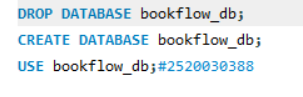 DROP DATABASE bookflow_db;
CREATE DATABASE bookflow_db;
USE bookflow_db;#2520030388